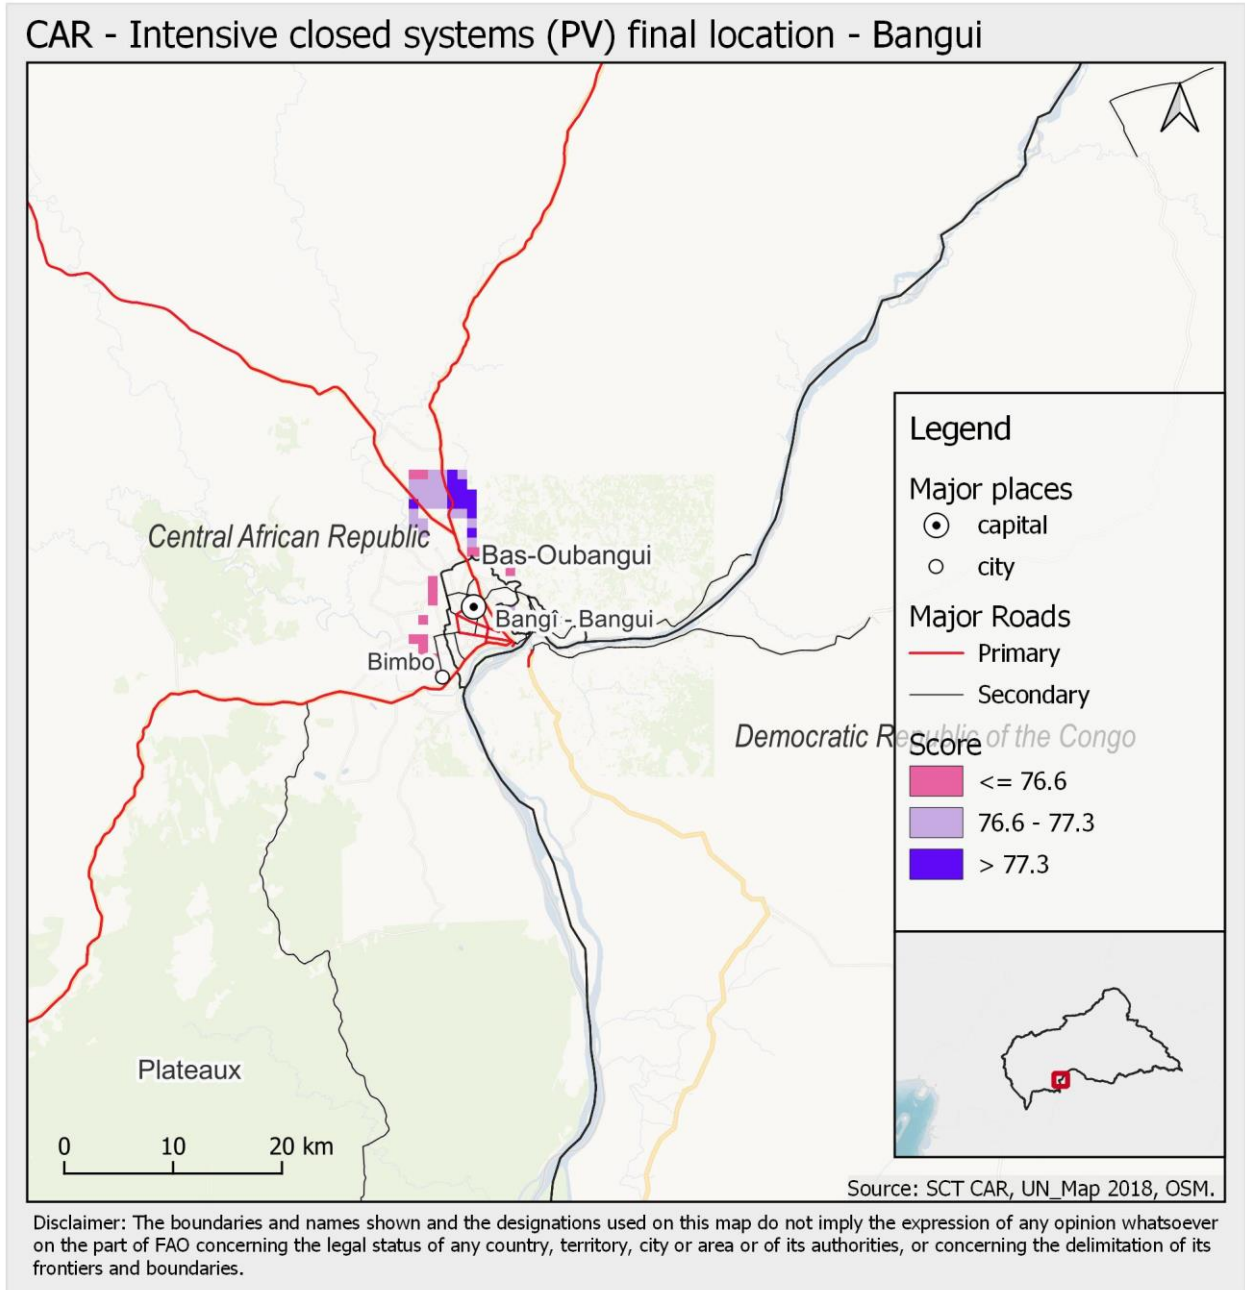 CAR - Intensive closed systems (PV) final location - Bangui
Central African Republic
Bas-Oubangui
Bangî - Bangui
Bimbo
Democratic Republic of the Congo
Plateaux
0 10 20 km
Legend
Major places
capital
city
Major Roads
Primary
Secondary
Score
<= 76.6
76.6 - 77.3
> 77.3
Source: SCT CAR, UN_Map 2018, OSM.
Disclaimer: The boundaries and names shown and the designations used on this map do not imply the expression of any opinion whatsoever
on the part of FAO concerning the legal status of any country, territory, city or area or of its authorities, or concerning the delimitation of its
frontiers and boundaries.